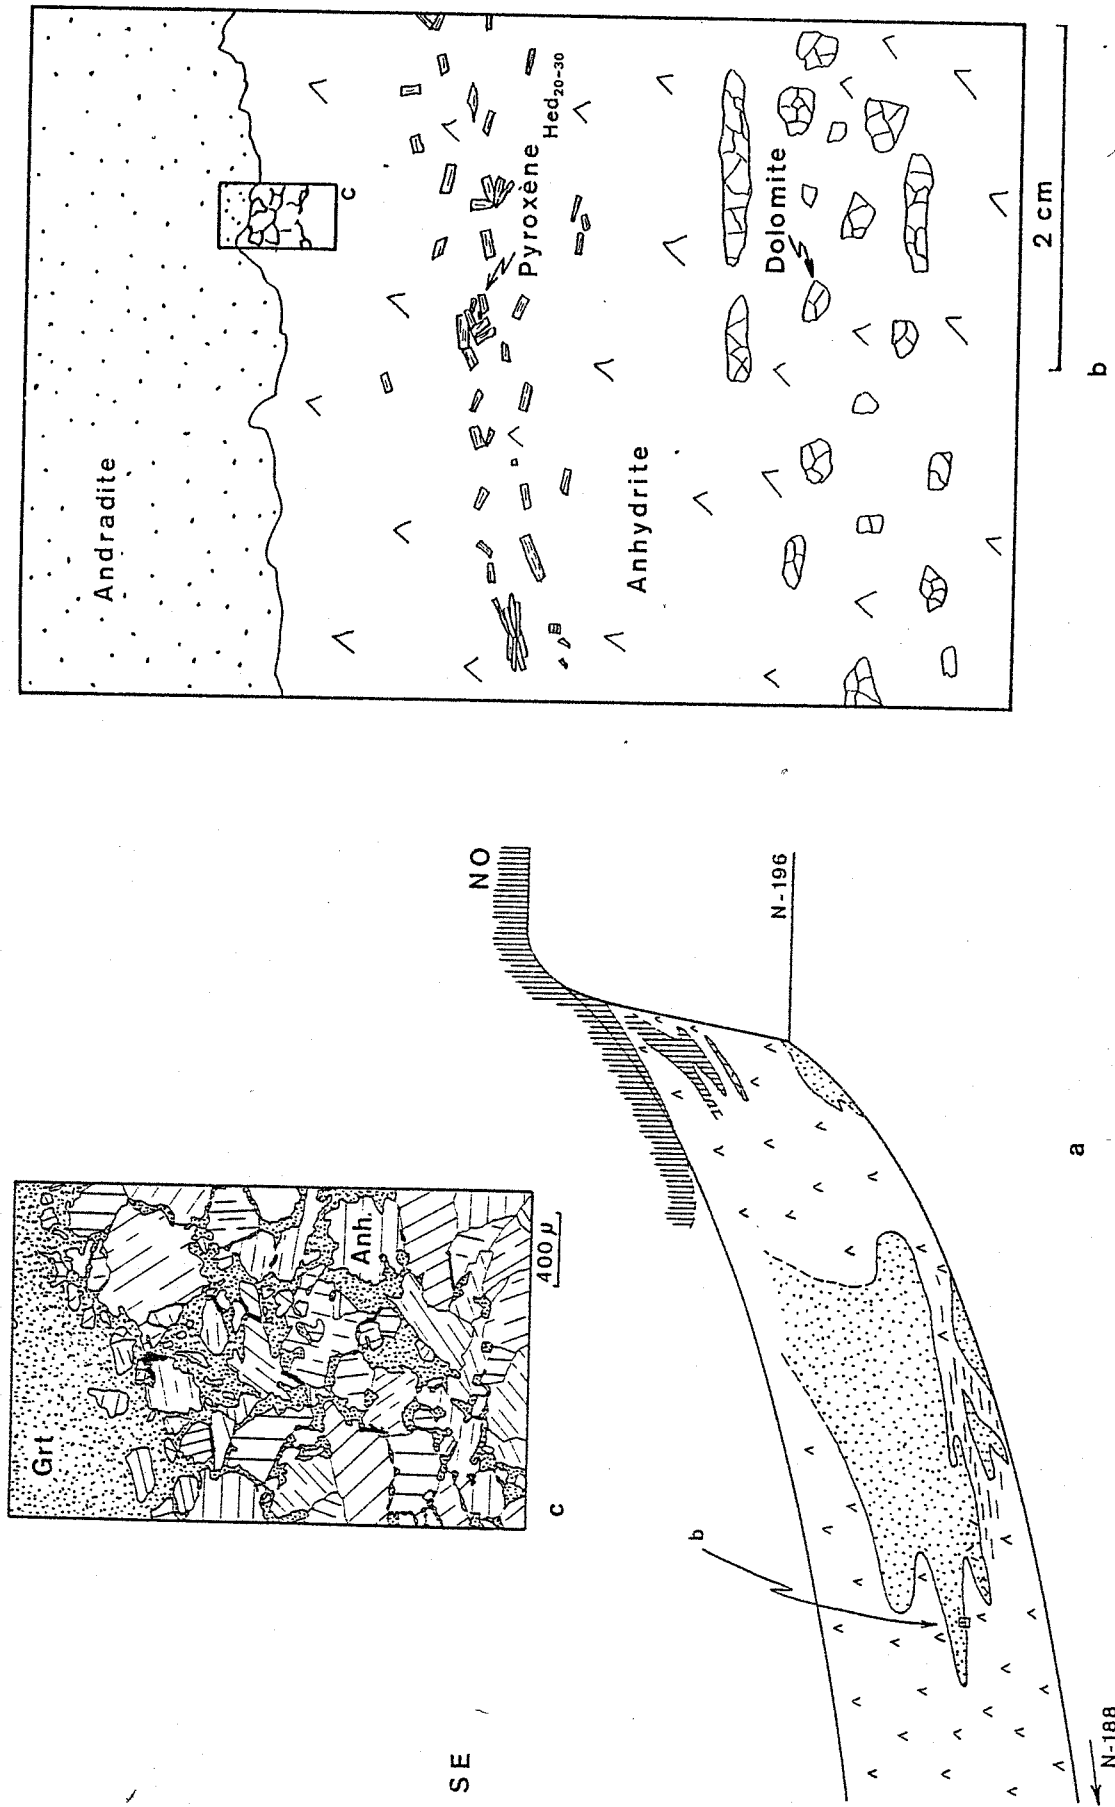 SE
NO
N-196
N-188
b
a
Grt
Anh.
400 µ
c
Andradite
c
Pyroxène
Hed20-30
Anhydrite
Dolomite
2 cm
b